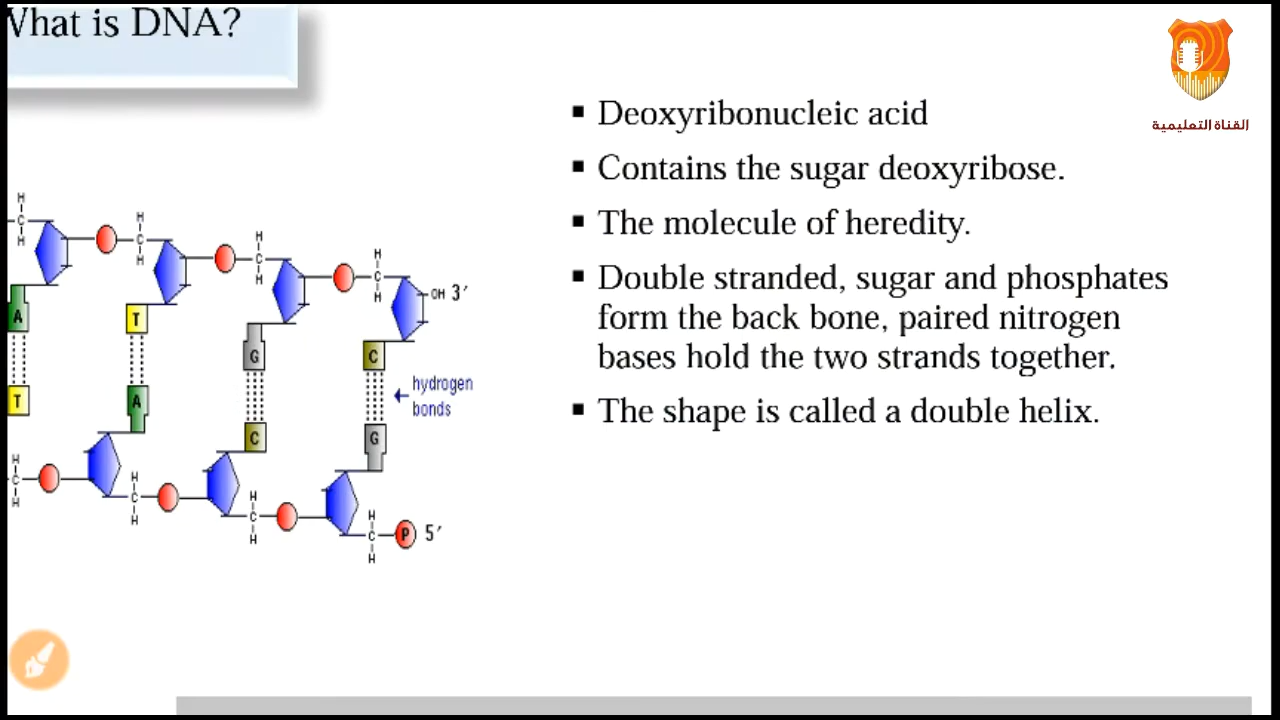 What is DNA?
القناة التعليمية
▪ Deoxyribonucleic acid
▪ Contains the sugar deoxyribose.
▪ The molecule of heredity.
▪ Double stranded, sugar and phosphates
form the back bone, paired nitrogen
bases hold the two strands together.
▪ The shape is called a double helix.
H H H H
C C C C
H H H H
OH 3′
A T G C
hydrogen
bonds
T A C G
H H H H
C C C C
H H H H
P 5′